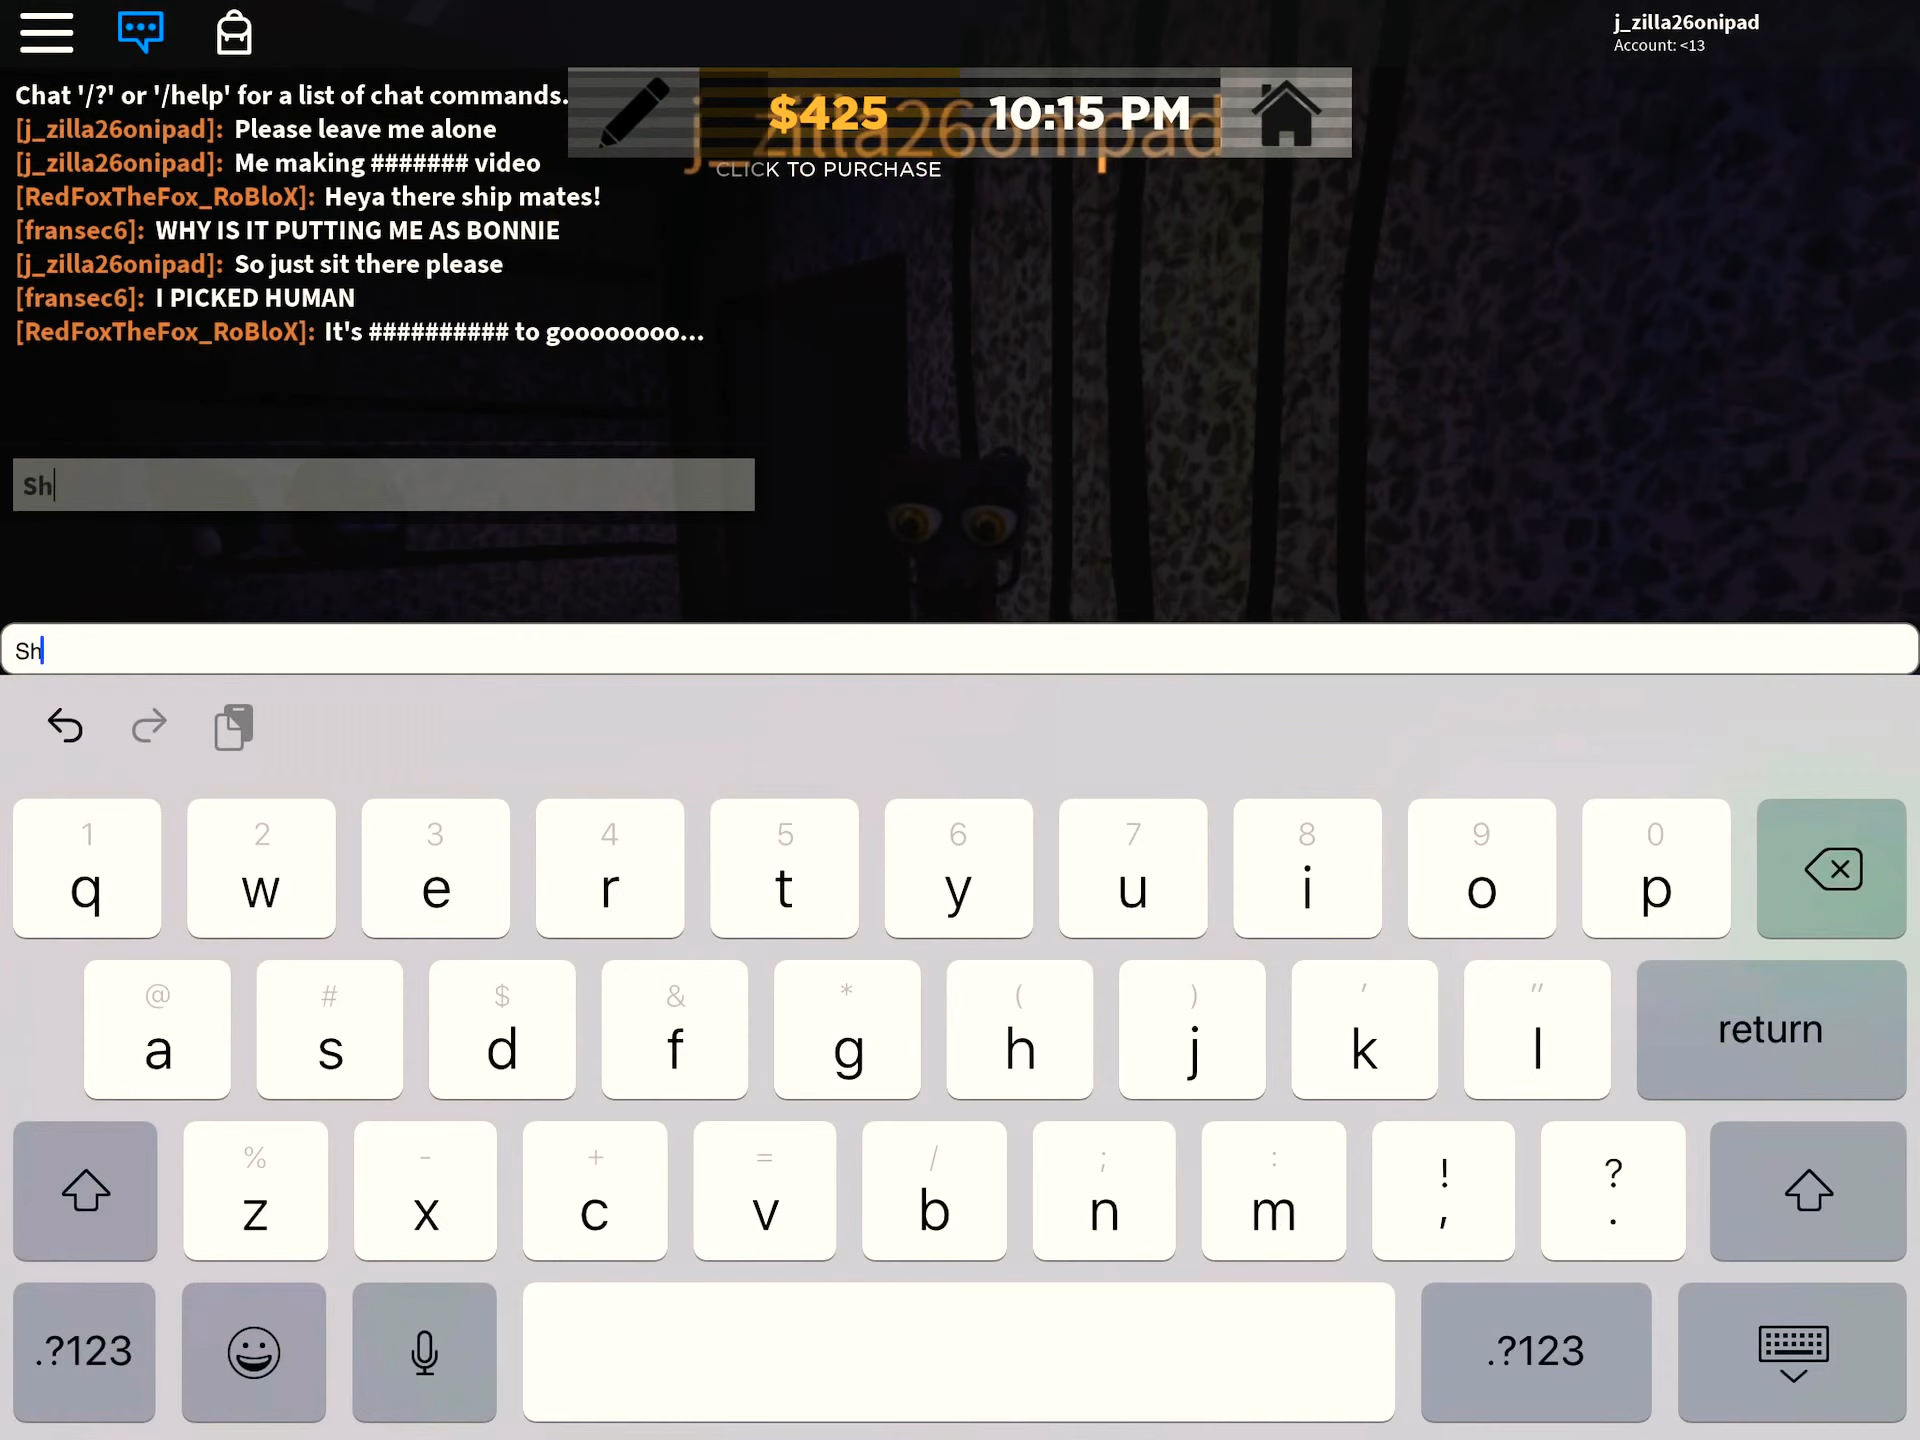 j_zilla26onipad
Account: <13
Chat '/?' or '/help' for a list of chat commands.
[j_zilla26onipad]: Please leave me alone
[j_zilla26onipad]: Me making ####### video
[RedFoxTheFox_RoBloX]: Heya there ship mates!
[fransec6]: WHY IS IT PUTTING ME AS BONNIE
[j_zilla26onipad]: So just sit there please
[fransec6]: I PICKED HUMAN
[RedFoxTheFox_RoBloX]: It's ########## to goooooooo...
$425
10:15 PM
j_zilla26onipad
CLICK TO PURCHASE
Sh
Sh
1 2 3 4 5 6 7 8 9 0
q w e r t y u i o p
@ # $ & * ( ) ' "
a s d f g h j k l return
% - + = / ; : ! ?
z x c v b n m , .
.?123 .?123